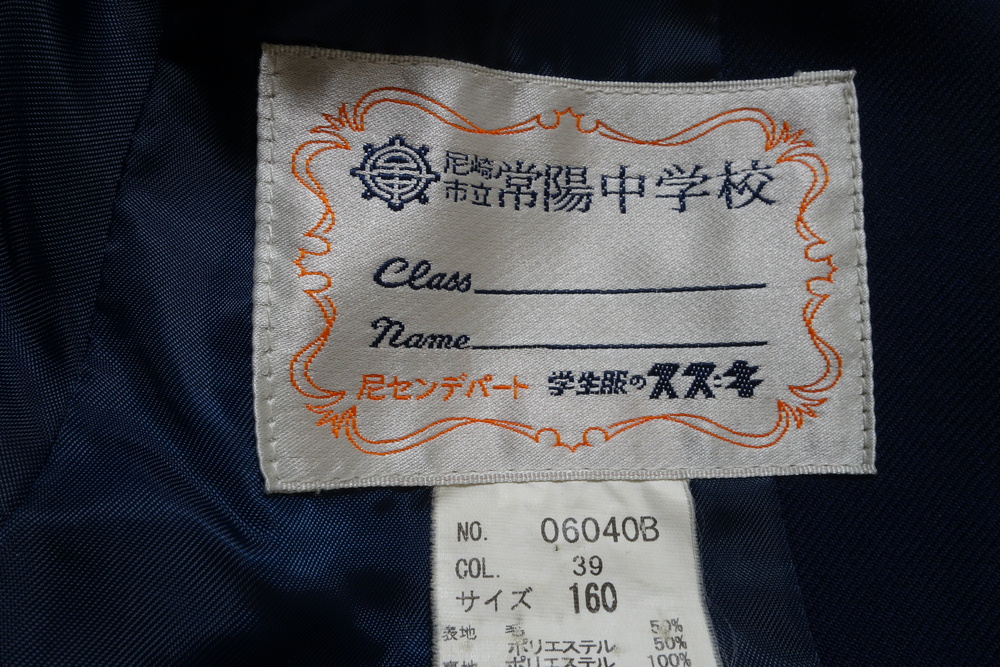 尼崎市立常陽中学校
Class
Name
尼センデパート 学生服のスズキ
NO. 06040B
COL. 39
サイズ 160
表地 毛 50%
ポリエステル 50%
裏地 ポリエステル 100%